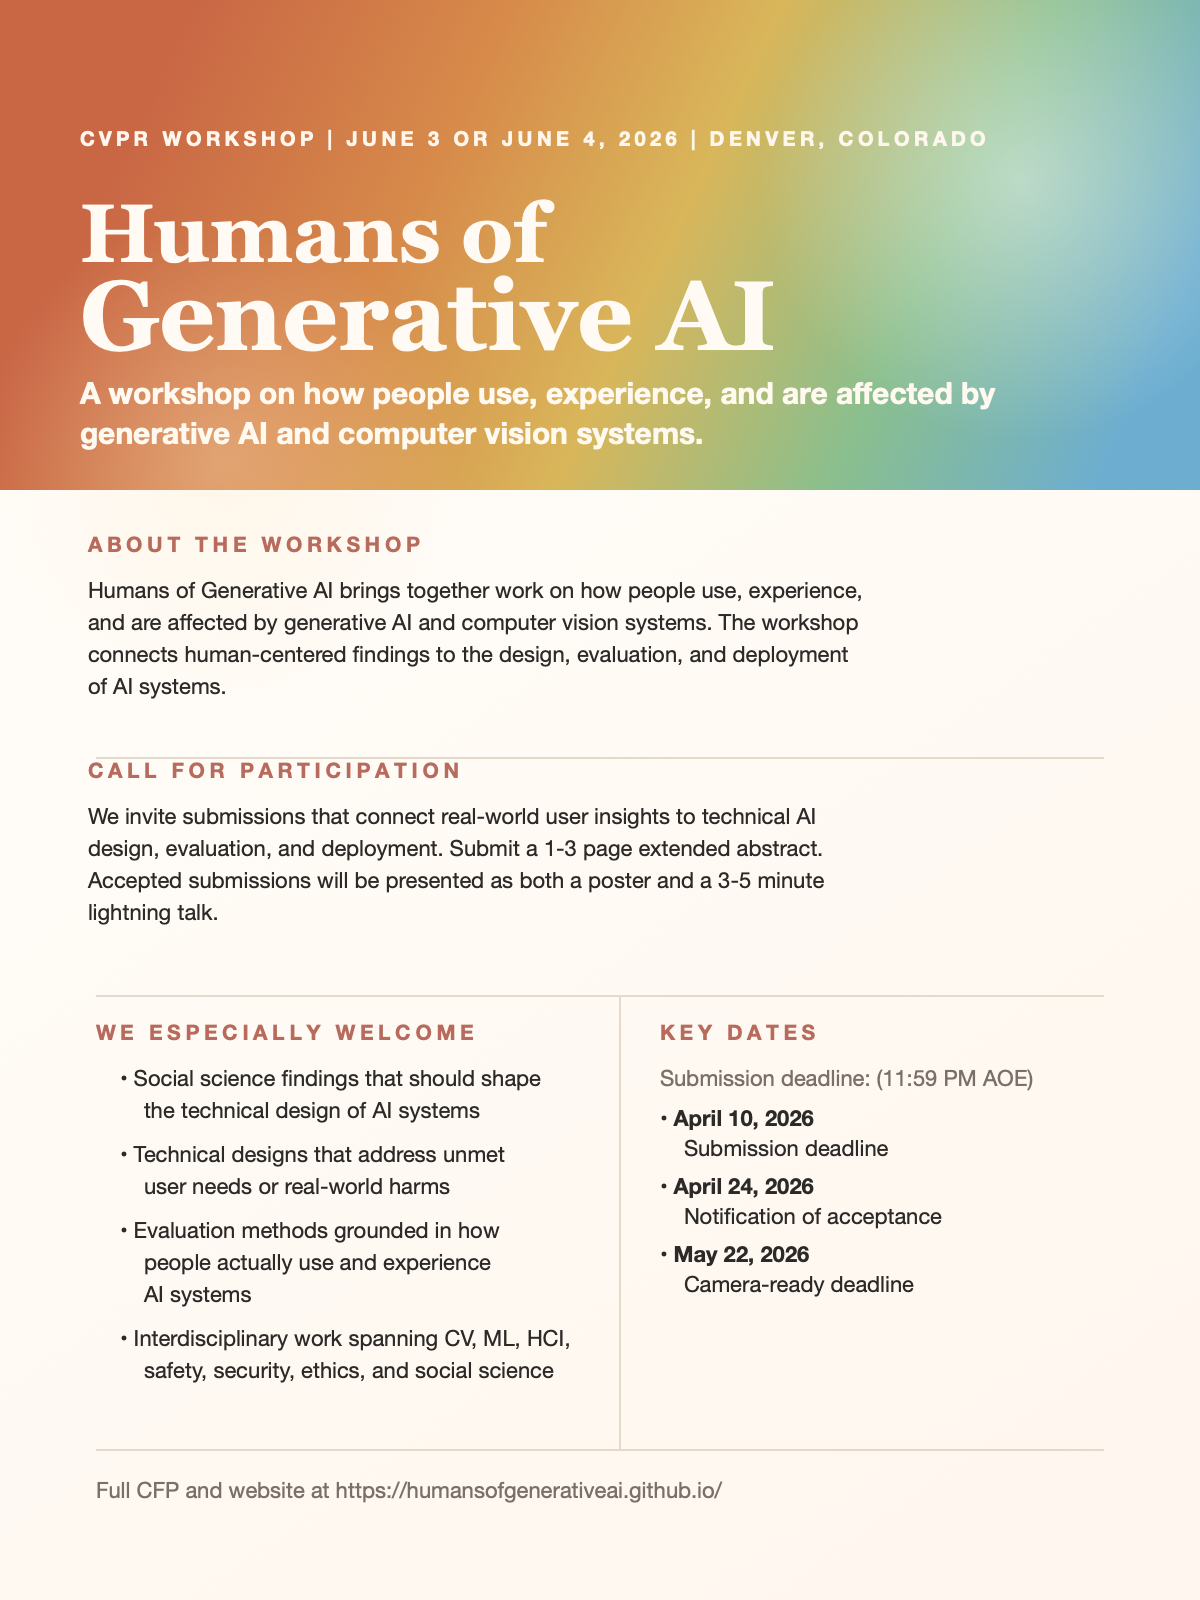 CVPR WORKSHOP | JUNE 3 OR JUNE 4, 2026 | DENVER, COLORADO
Humans of
Generative AI
A workshop on how people use, experience, and are affected by
generative AI and computer vision systems.
ABOUT THE WORKSHOP
Humans of Generative AI brings together work on how people use, experience,
and are affected by generative AI and computer vision systems. The workshop
connects human-centered findings to the design, evaluation, and deployment
of AI systems.
CALL FOR PARTICIPATION
We invite submissions that connect real-world user insights to technical AI
design, evaluation, and deployment. Submit a 1-3 page extended abstract.
Accepted submissions will be presented as both a poster and a 3-5 minute
lightning talk.
WE ESPECIALLY WELCOME
• Social science findings that should shape
the technical design of AI systems
• Technical designs that address unmet
user needs or real-world harms
• Evaluation methods grounded in how
people actually use and experience
AI systems
• Interdisciplinary work spanning CV, ML, HCI,
safety, security, ethics, and social science
KEY DATES
Submission deadline: (11:59 PM AOE)
• April 10, 2026
Submission deadline
• April 24, 2026
Notification of acceptance
• May 22, 2026
Camera-ready deadline
Full CFP and website at https://humansofgenerativeai.github.io/